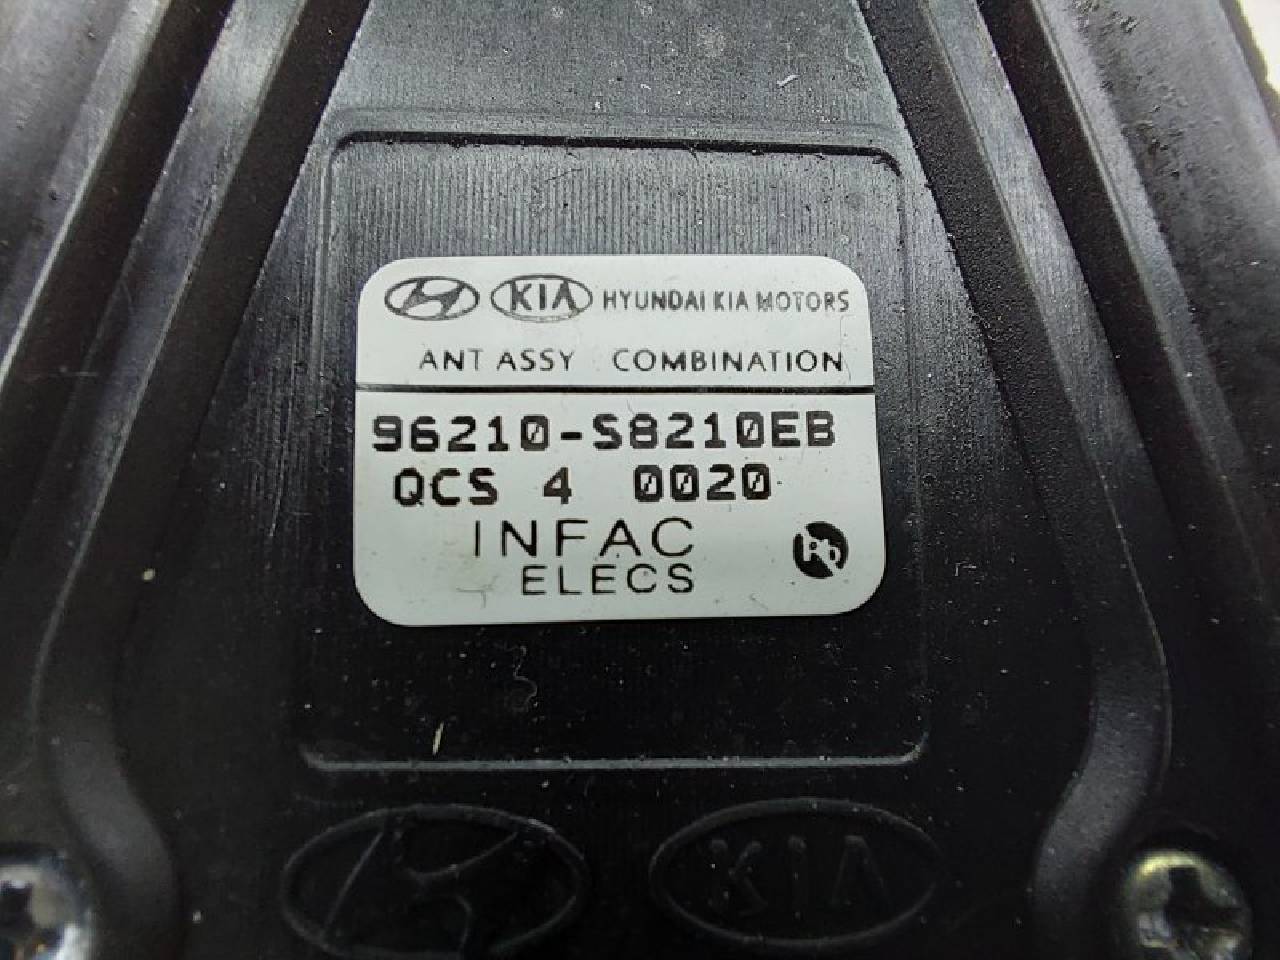 KIA HYUNDAI KIA MOTORS
ANT ASSY COMBINATION
96210-S8210EB
QCS 4 0020
INFAC
ELECS
Pb
KIA